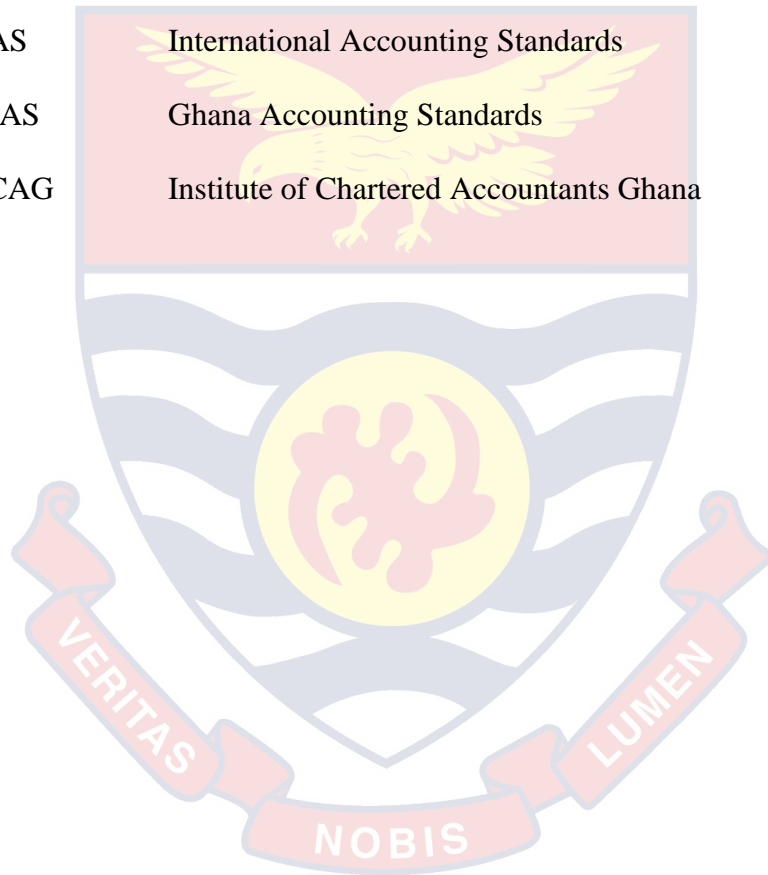 AS International Accounting Standards
AS Ghana Accounting Standards
CAG Institute of Chartered Accountants Ghana
VERITAS
NOBIS
LUMEN